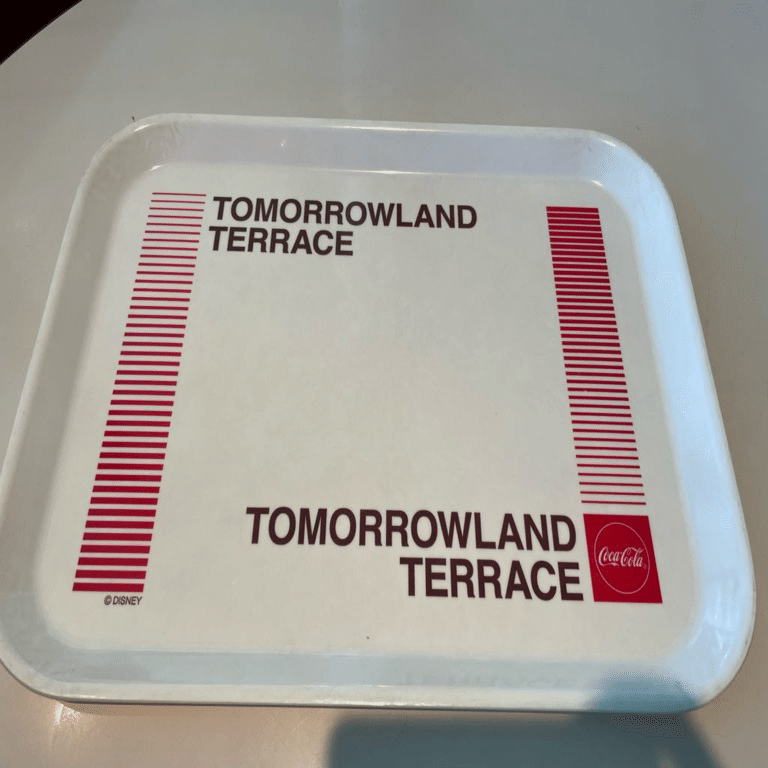 TOMORROWLAND
TERRACE
TOMORROWLAND
TERRACE
Coca-Cola
© DISNEY